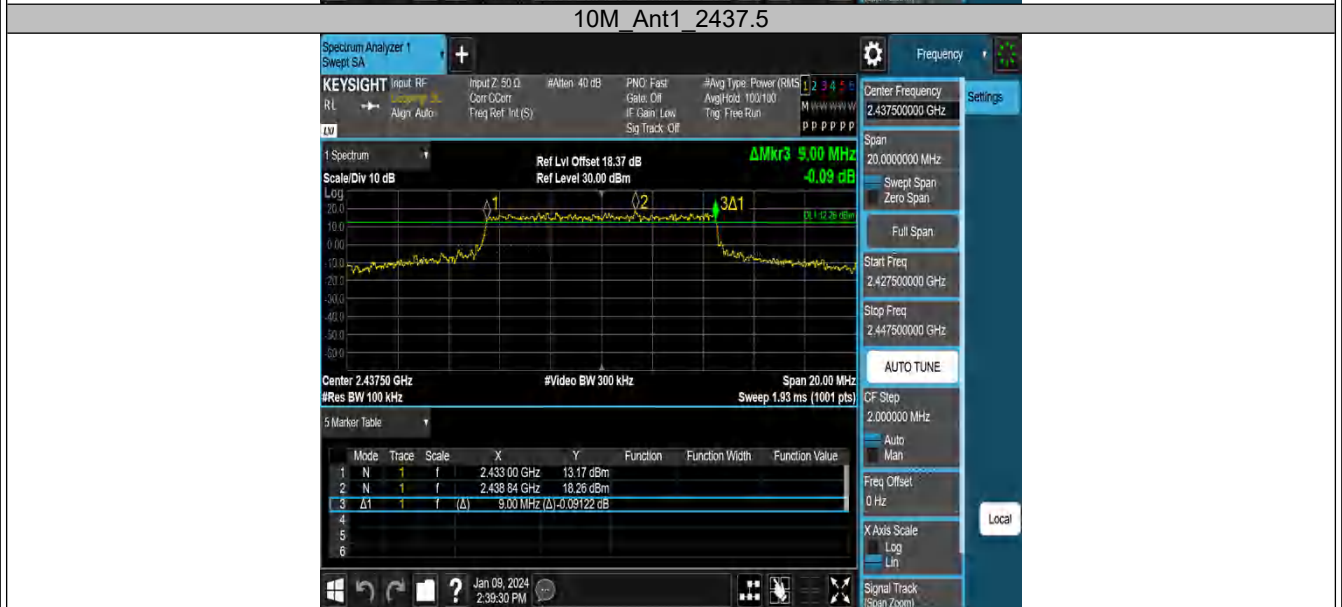 10M_Ant1_2437.5
Spectrum Analyzer 1
Swept SA
+
Frequency
KEYSIGHT
Input: RF
RL
Align: Auto
LXI
Input Z: 50 Ω
Corr CCorr
Freq Ref: Int (S)
#Atten: 40 dB
PNO: Fast
Gate: Off
IF Gain: Low
Sig Track: Off
#Avg Type: Power (RMS
Avg|Hold: 100/100
Trig: Free Run
1 2 3 4 5 6
M W W W W W
P P P P P P
Center Frequency
2.437500000 GHz
Settings
Span
20.0000000 MHz
Swept Span
Zero Span
Full Span
Start Freq
2.427500000 GHz
Stop Freq
2.447500000 GHz
AUTO TUNE
CF Step
2.000000 MHz
Auto
Man
Freq Offset
0 Hz
X Axis Scale
Log
Lin
Signal Track
(Span Zoom)
Local
1 Spectrum
Scale/Div 10 dB
Ref Lvl Offset 18.37 dB
Ref Level 30.00 dBm
ΔMkr3 9.00 MHz
-0.09 dB
Log
20.0
10.0
0.00
-10.0
-20.0
-30.0
-40.0
-50.0
-60.0
1
2
3Δ1
DL1 12.26 dBm
Center 2.43750 GHz
#Video BW 300 kHz
Span 20.00 MHz
#Res BW 100 kHz
Sweep 1.93 ms (1001 pts)
5 Marker Table
Mode Trace Scale X Y Function Function Width Function Value
1 N 1 f 2.433 00 GHz 13.17 dBm
2 N 1 f 2.438 84 GHz 18.26 dBm
3 Δ1 1 f (Δ) 9.00 MHz (Δ) -0.09122 dB
4
5
6
?
Jan 09, 2024
2:39:30 PM